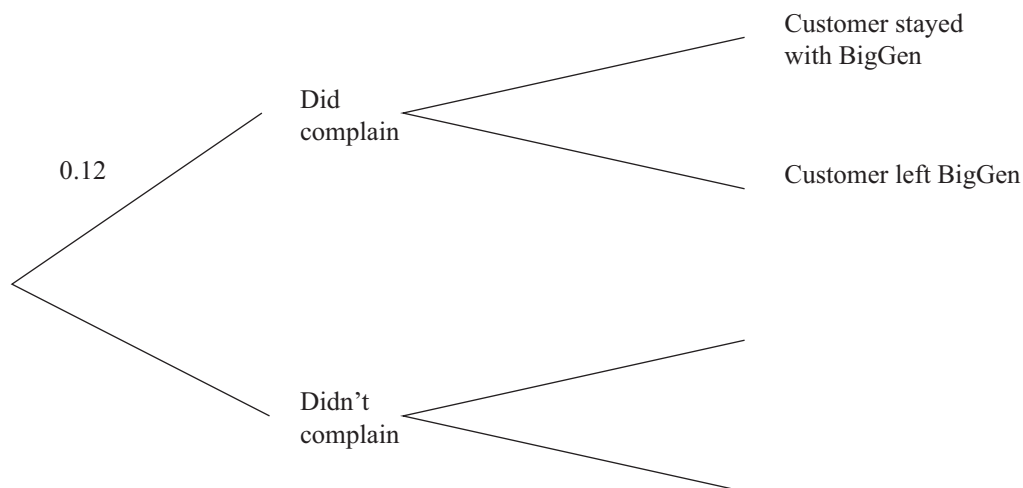 Customer stayed
with BigGen
Did
complain
0.12
Customer left BigGen
Didn’t
complain